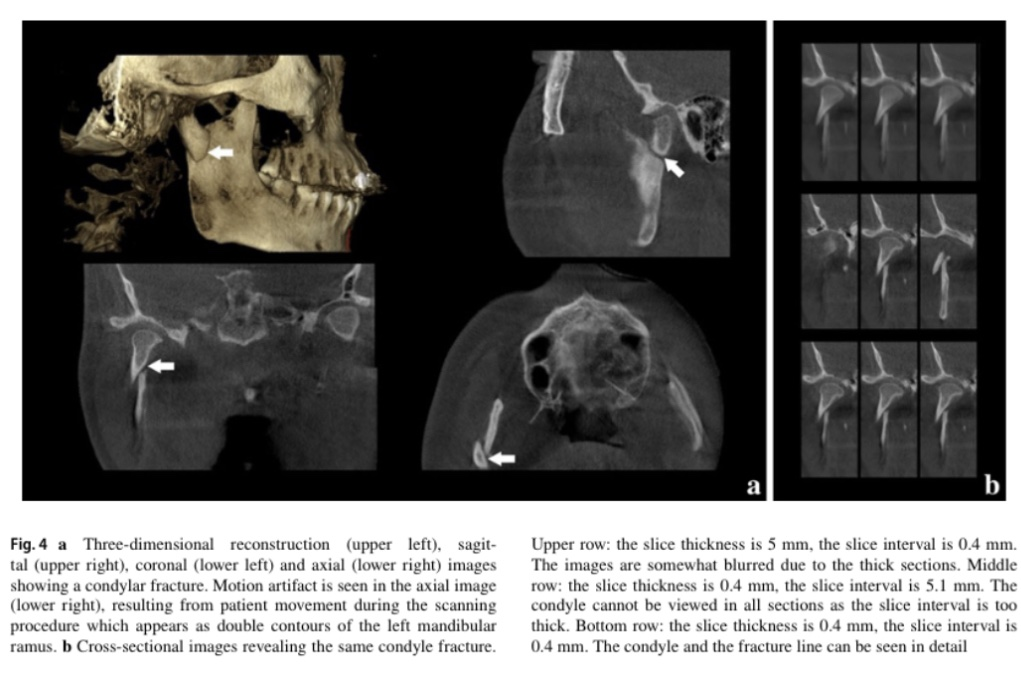 a
b
Fig. 4 a Three-dimensional reconstruction (upper left), sagit-
tal (upper right), coronal (lower left) and axial (lower right) images
showing a condylar fracture. Motion artifact is seen in the axial image
(lower right), resulting from patient movement during the scanning
procedure which appears as double contours of the left mandibular
ramus. b Cross-sectional images revealing the same condyle fracture.
Upper row: the slice thickness is 5 mm, the slice interval is 0.4 mm.
The images are somewhat blurred due to the thick sections. Middle
row: the slice thickness is 0.4 mm, the slice interval is 5.1 mm. The
condyle cannot be viewed in all sections as the slice interval is too
thick. Bottom row: the slice thickness is 0.4 mm, the slice interval is
0.4 mm. The condyle and the fracture line can be seen in detail